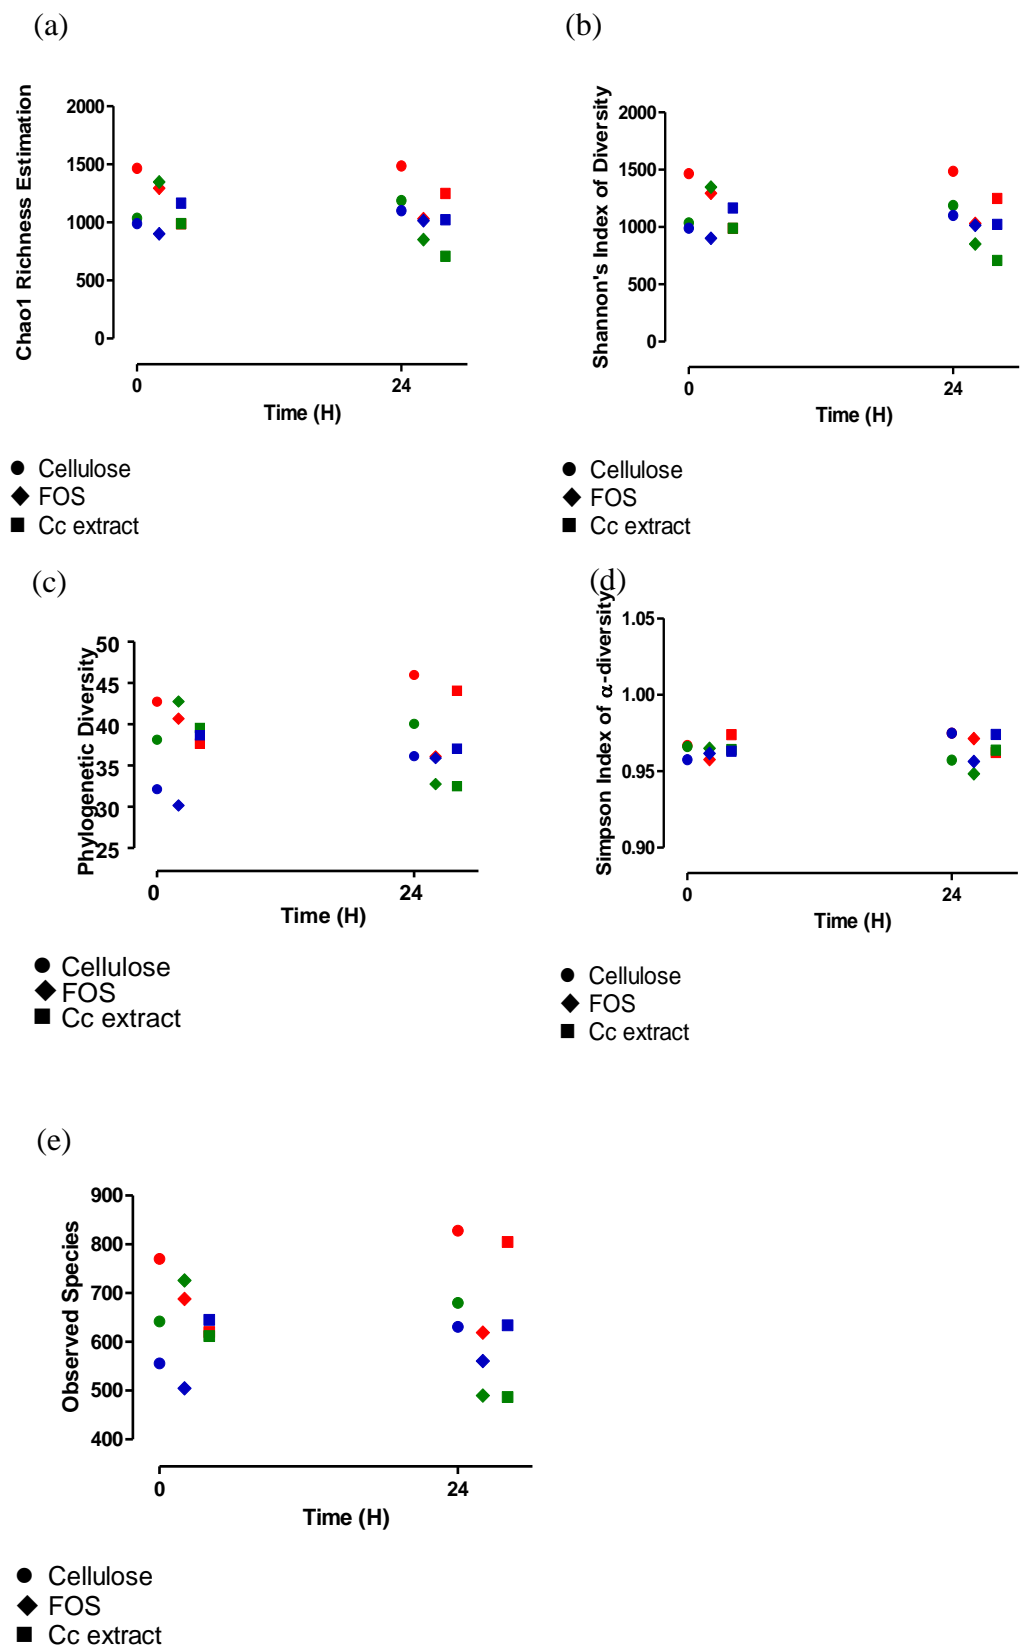 (a)
Chao1 Richness Estimation
2000
1500
1000
500
0
0 24
Time (H)
Cellulose
FOS
Cc extract
(b)
Shannon's Index of Diversity
2000
1500
1000
500
0
0 24
Time (H)
Cellulose
FOS
Cc extract
(c)
Phylogenetic Diversity
50
45
40
35
30
25
0 24
Time (H)
Cellulose
FOS
Cc extract
(d)
Simpson Index of α-diversity
1.05
1.00
0.95
0.90
0 24
Time (H)
Cellulose
FOS
Cc extract
(e)
Observed Species
900
800
700
600
500
400
0 24
Time (H)
Cellulose
FOS
Cc extract